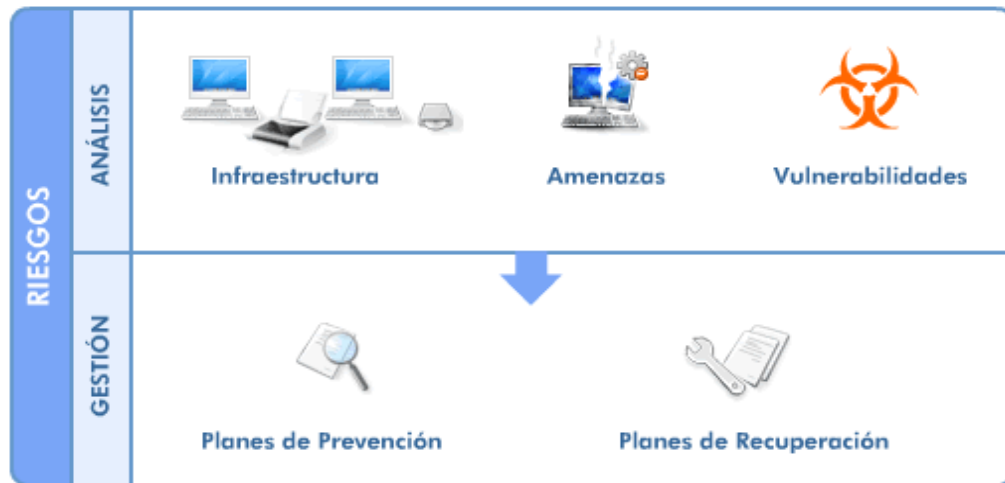 RIESGOS
ANÁLISIS
Infraestructura
Amenazas
Vulnerabilidades
GESTIÓN
Planes de Prevención
Planes de Recuperación